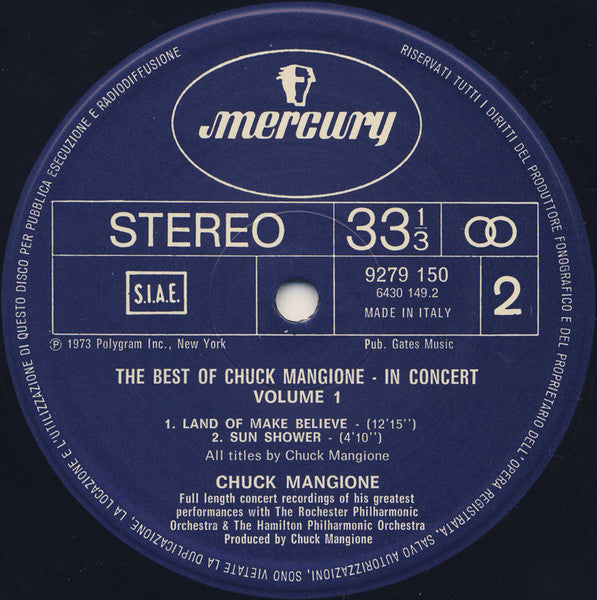 RISERVATI TUTTI I DIRITTI DEL PRODUTTORE FONOGRAFICO E DEL PROPRIETARIO DELL'OPERA REGISTRATA. SALVO AUTORIZZAZIONI, SONO VIETATE LA DUPLICAZIONE, LA LOCAZIONE E L'UTILIZZAZIONE DI QUESTO DISCO PER PUBBLICA ESECUZIONE E RADIODIFFUSIONE
mercury
STEREO 33⅓
S.I.A.E.
9279 150
6430 149.2
MADE IN ITALY
2
℗ 1973 Polygram Inc., New York Pub. Gates Music
THE BEST OF CHUCK MANGIONE - IN CONCERT
VOLUME 1
1. LAND OF MAKE BELIEVE - (12'15'')
2. SUN SHOWER - (4'10'')
All titles by Chuck Mangione
CHUCK MANGIONE
Full length concert recordings of his greatest
performances with The Rochester Philharmonic
Orchestra & The Hamilton Philharmonic Orchestra
Produced by Chuck Mangione